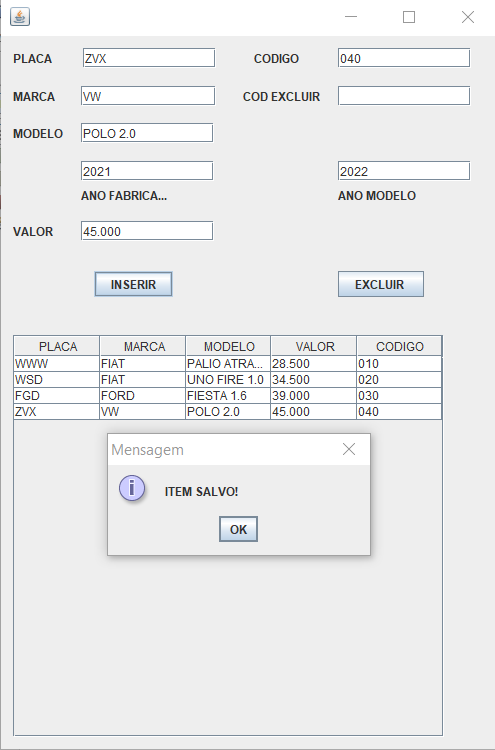 PLACA ZVX CODIGO 040
MARCA VW COD EXCLUIR
MODELO POLO 2.0
2021 2022
ANO FABRICA... ANO MODELO
VALOR 45.000
INSERIR EXCLUIR
PLACA MARCA MODELO VALOR CODIGO
WWW FIAT PALIO ATRA... 28.500 010
WSD FIAT UNO FIRE 1.0 34.500 020
FGD FORD FIESTA 1.6 39.000 030
ZVX VW POLO 2.0 45.000 040
Mensagem
ITEM SALVO!
OK